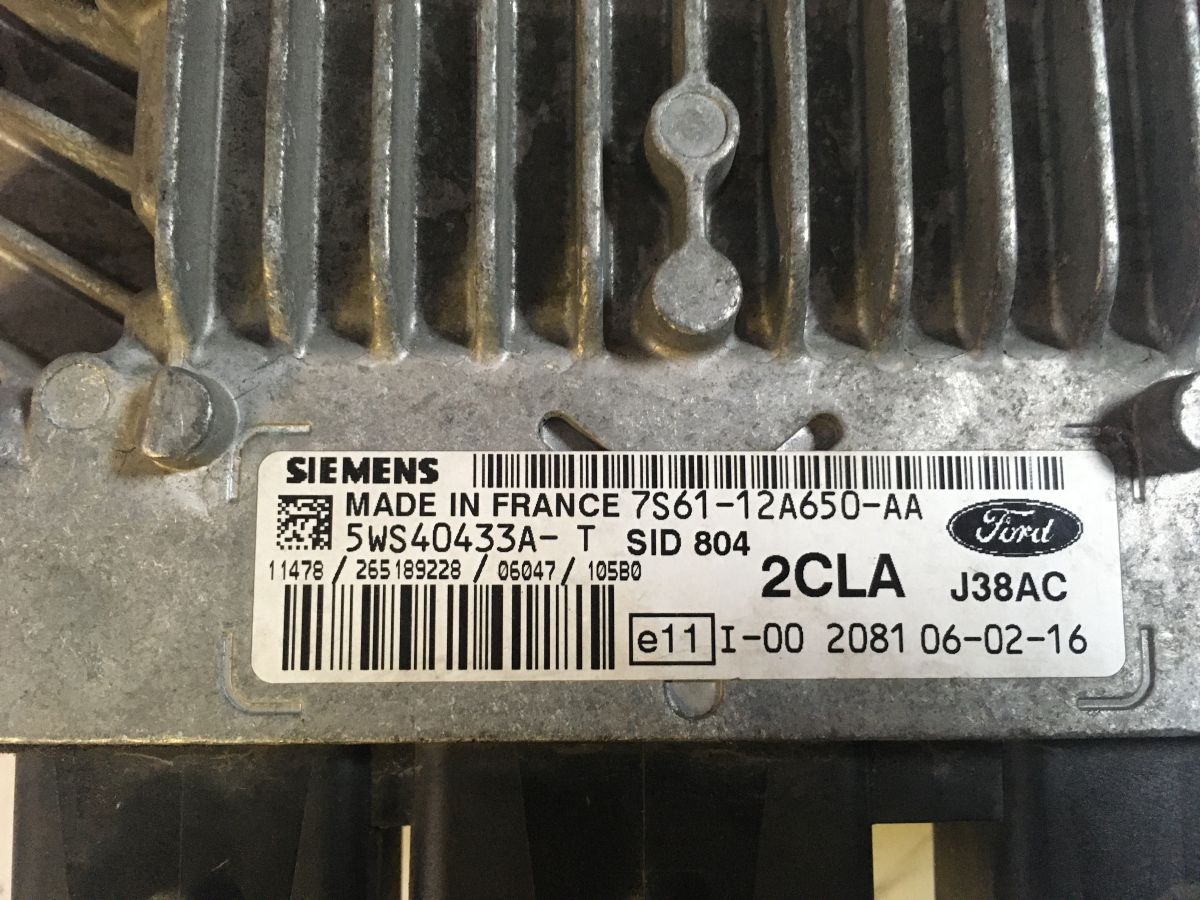 SIEMENS
MADE IN FRANCE 7S61-12A650-AA
Ford
5WS40433A- T SID 804
2CLA J38AC
11478 / 265189228 / 06047 / 105B0
e11 I-00 2081 06-02-16